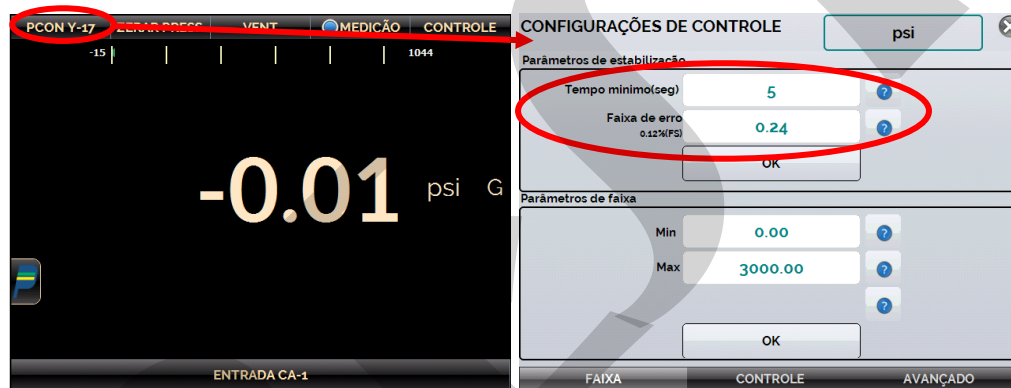 PCON Y-17 ZERAR PRESS VENT MEDIÇÃO CONTROLE
-15 1044
-0.01 psi G
ENTRADA CA-1
CONFIGURAÇÕES DE CONTROLE psi
Parâmetros de estabilização
Tempo minimo(seg) 5 ?
Faixa de erro 0.24 ?
0.12%(FS)
OK
Parâmetros de faixa
Min 0.00 ?
Max 3000.00 ?
?
OK
FAIXA CONTROLE AVANÇADO